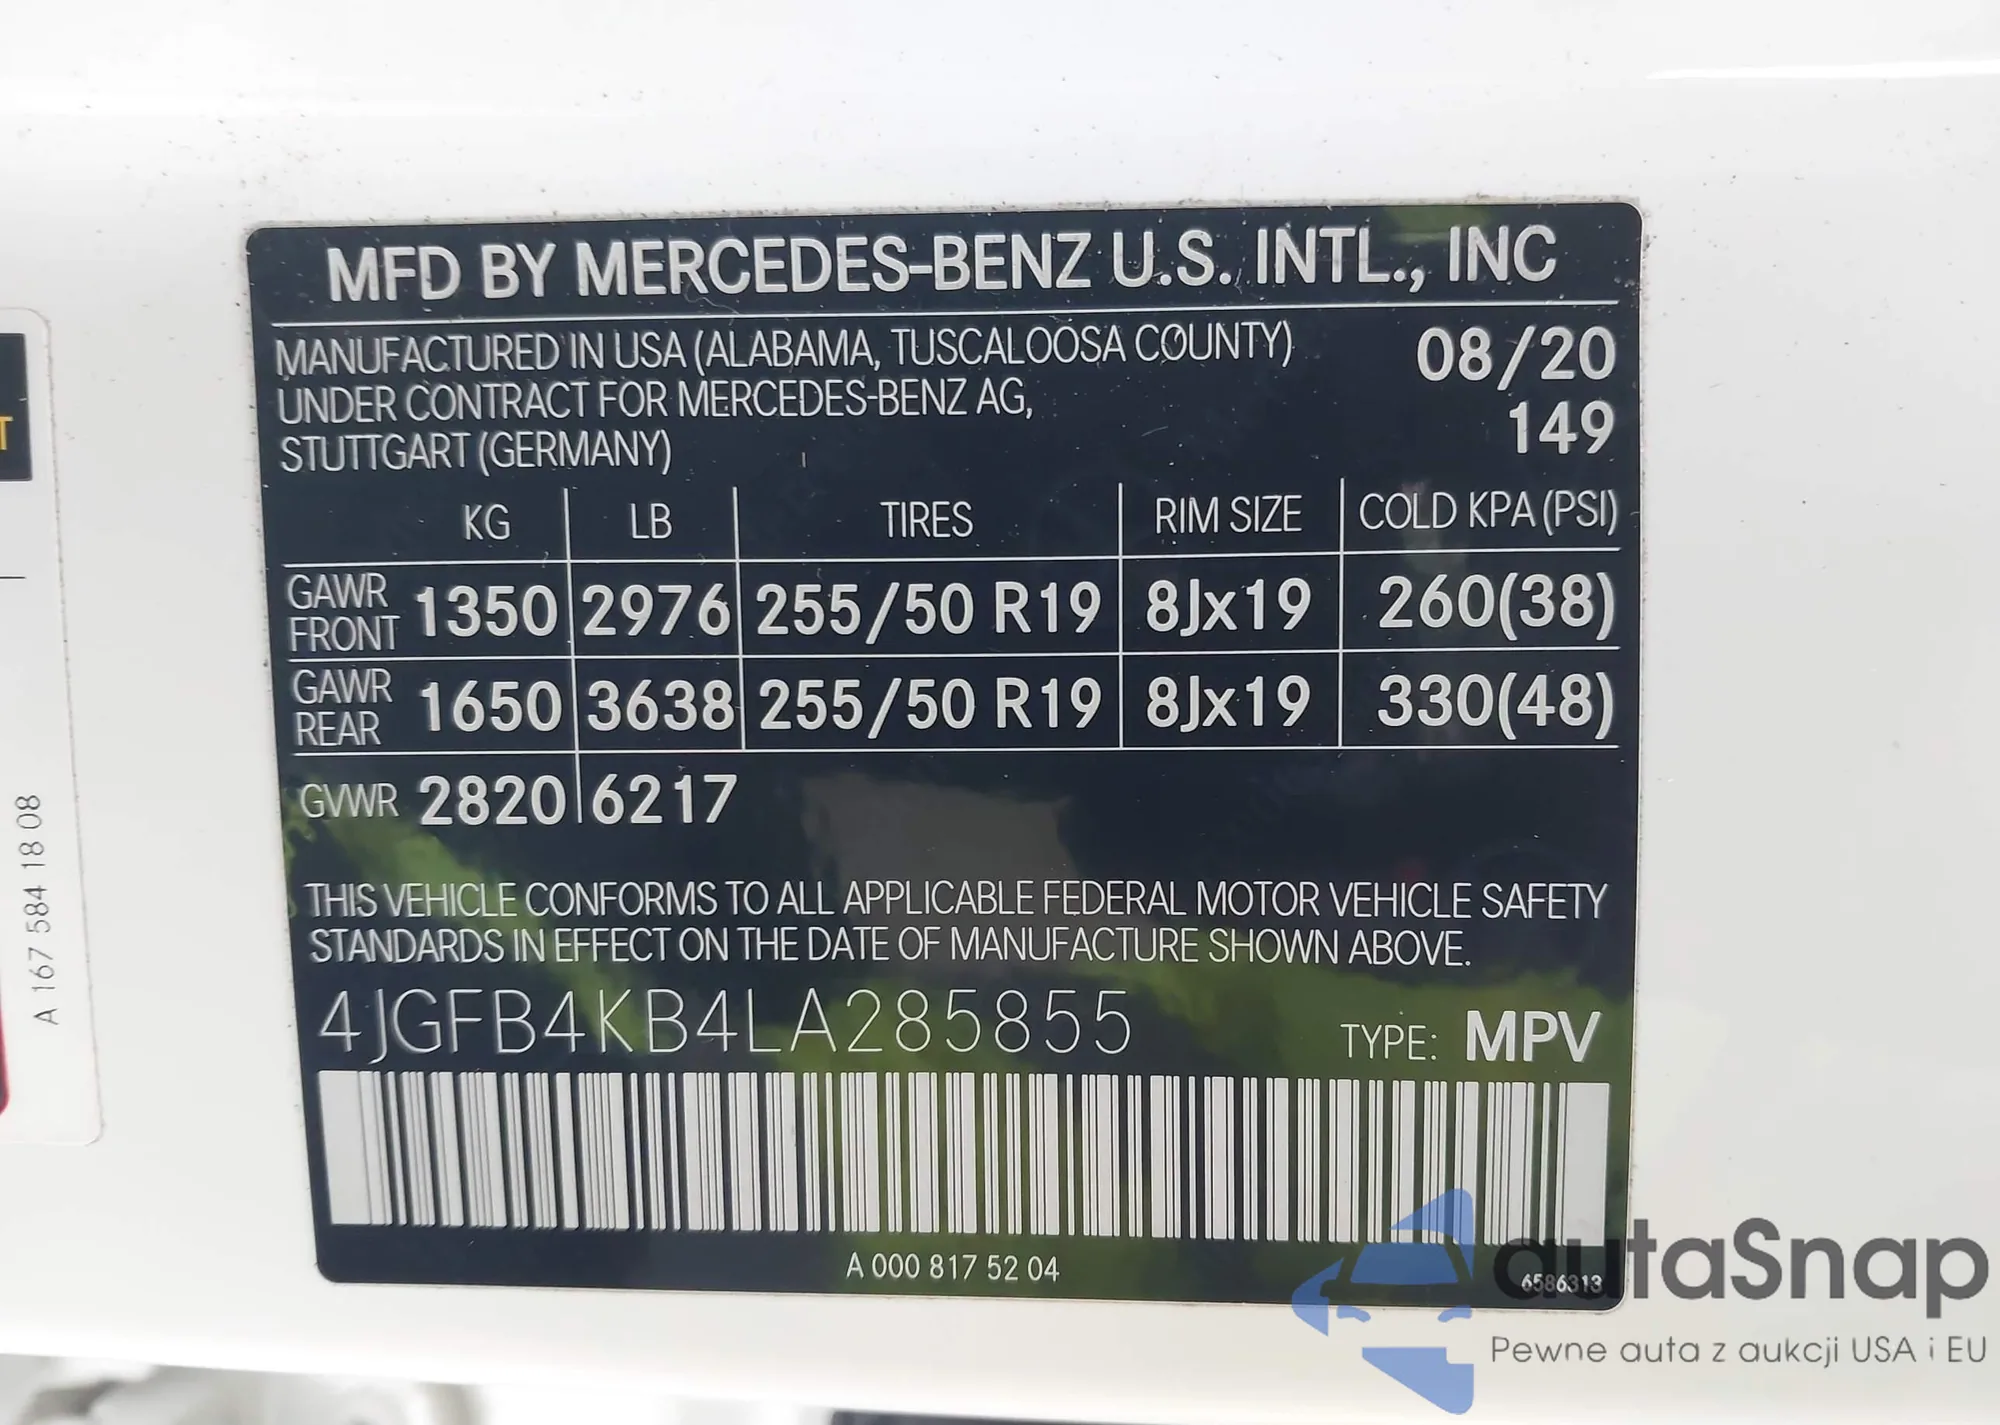 MFD BY MERCEDES-BENZ U.S. INTL., INC
MANUFACTURED IN USA (ALABAMA, TUSCALOOSA COUNTY) 08/20
UNDER CONTRACT FOR MERCEDES-BENZ AG, 149
STUTTGART (GERMANY)
KG LB TIRES RIM SIZE COLD KPA (PSI)
GAWR FRONT 1350 2976 255/50 R19 8Jx19 260(38)
GAWR REAR 1650 3638 255/50 R19 8Jx19 330(48)
GVWR 2820 6217
THIS VEHICLE CONFORMS TO ALL APPLICABLE FEDERAL MOTOR VEHICLE SAFETY
STANDARDS IN EFFECT ON THE DATE OF MANUFACTURE SHOWN ABOVE.
4JGFB4KB4LA285855 TYPE: MPV
A 000 817 52 04
6586313
A 167 584 18 08
T
autaSnap
Pewne auta z aukcji USA i EU